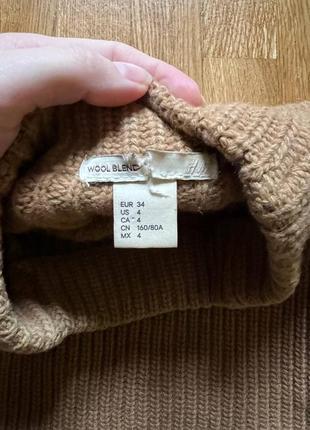 WOOL BLEND
EUR 34
US 4
CA 4
CN 160/80A
MX 4